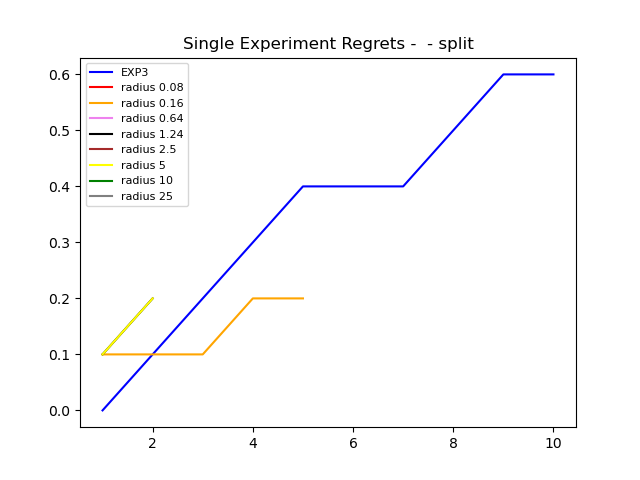 Single Experiment Regrets -  - split
EXP3
radius 0.08
radius 0.16
radius 0.64
radius 1.24
radius 2.5
radius 5
radius 10
radius 25
0.6
0.5
0.4
0.3
0.2
0.1
0.0
2 4 6 8 10